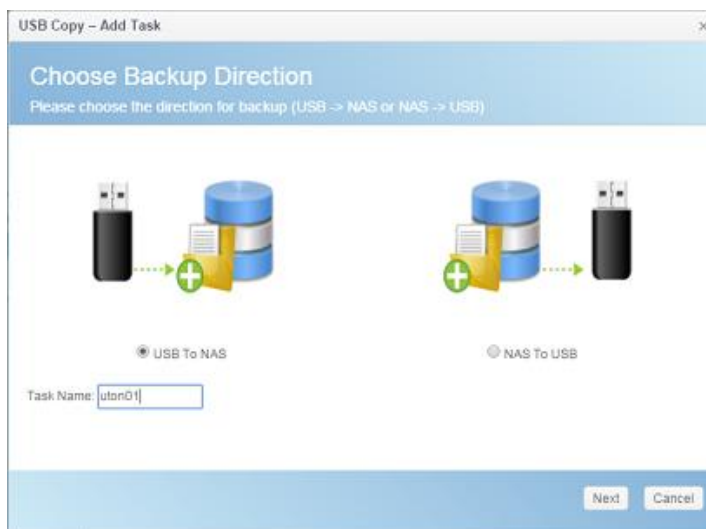 USB Copy – Add Task
Choose Backup Direction
Please choose the direction for backup (USB -> NAS or NAS -> USB)
USB To NAS
NAS To USB
Task Name: uton01
Next
Cancel